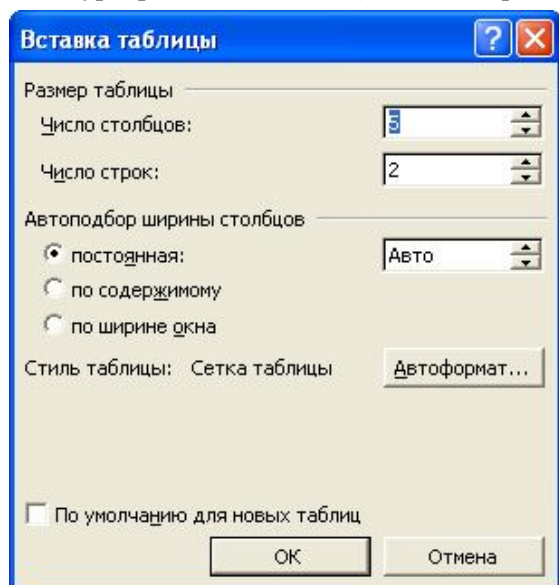 Вставка таблицы
Размер таблицы
Число столбцов: 5
Число строк: 2
Автоподбор ширины столбцов
постоянная: Авто
по содержимому
по ширине окна
Стиль таблицы: Сетка таблицы Автоформат...
По умолчанию для новых таблиц
ОК Отмена